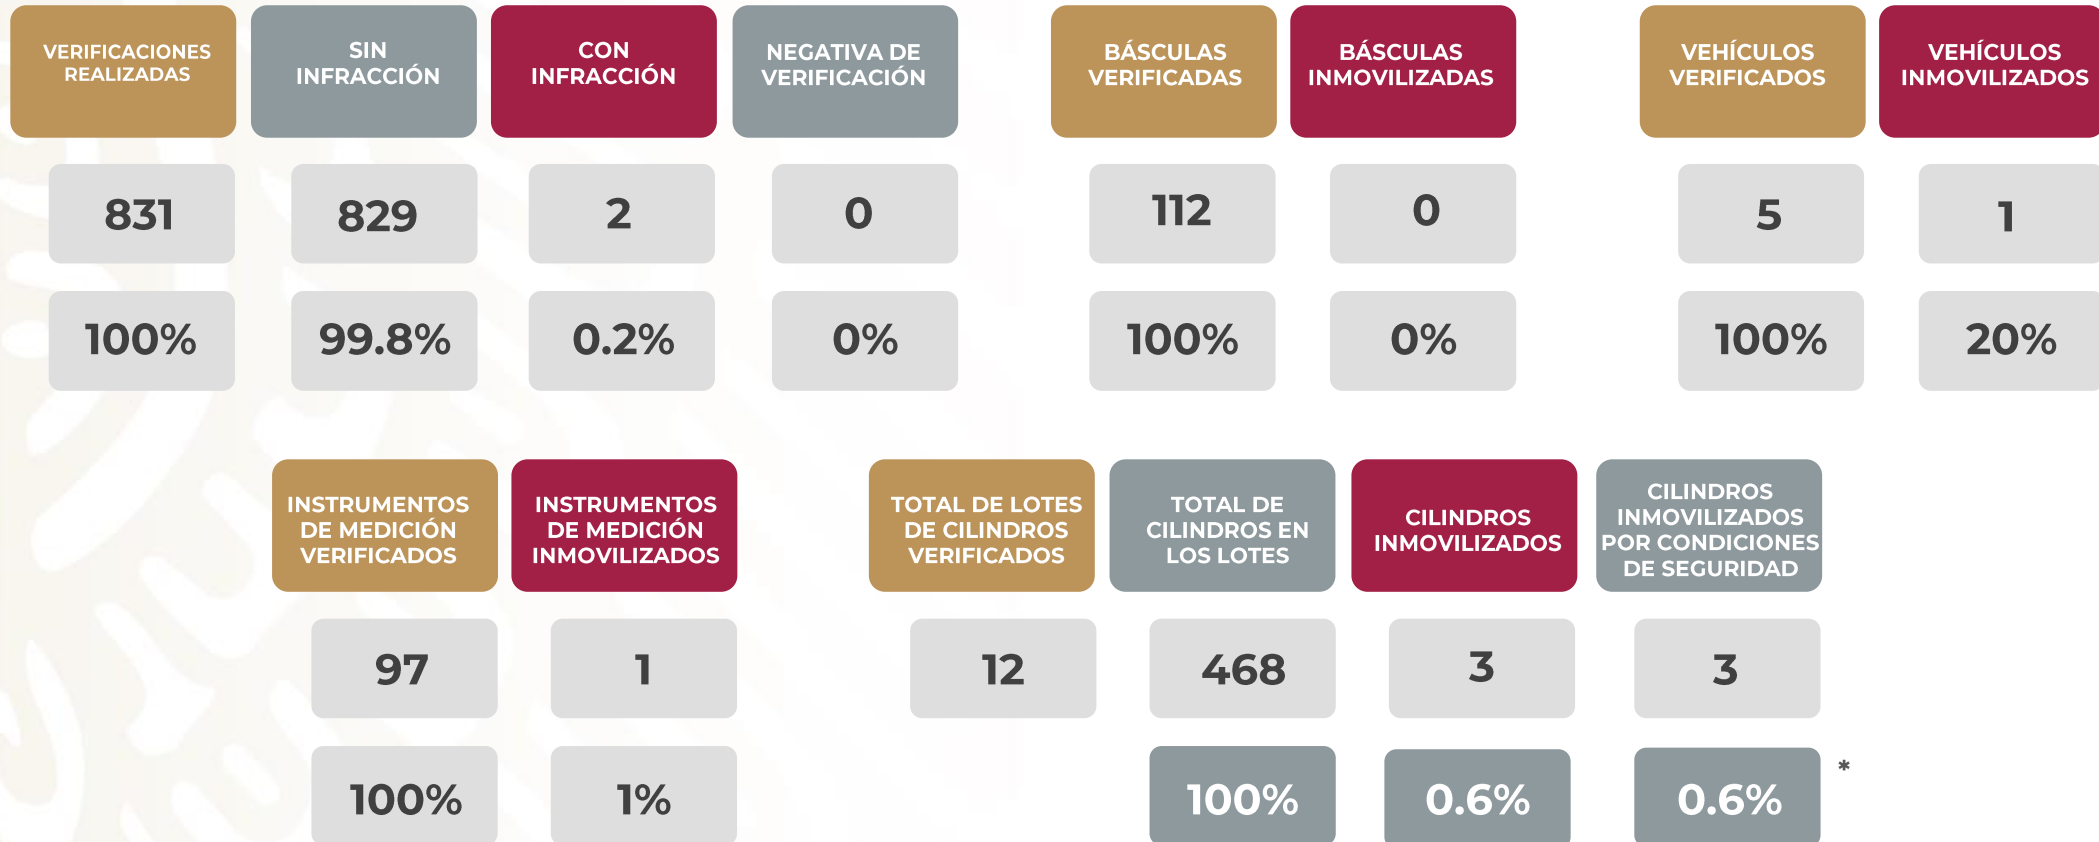 VERIFICACIONES
REALIZADAS
SIN
INFRACCIÓN
CON
INFRACCIÓN
NEGATIVA DE
VERIFICACIÓN
BÁSCULAS
VERIFICADAS
BÁSCULAS
INMOVILIZADAS
VEHÍCULOS
VERIFICADOS
VEHÍCULOS
INMOVILIZADOS
831
829
2
0
112
0
5
1
100%
99.8%
0.2%
0%
100%
0%
100%
20%
INSTRUMENTOS
DE MEDICIÓN
VERIFICADOS
INSTRUMENTOS
DE MEDICIÓN
INMOVILIZADOS
TOTAL DE LOTES
DE CILINDROS
VERIFICADOS
TOTAL DE
CILINDROS EN
LOS LOTES
CILINDROS
INMOVILIZADOS
CILINDROS
INMOVILIZADOS
POR CONDICIONES
DE SEGURIDAD
97
1
12
468
3
3
100%
1%
100%
0.6%
0.6%
*